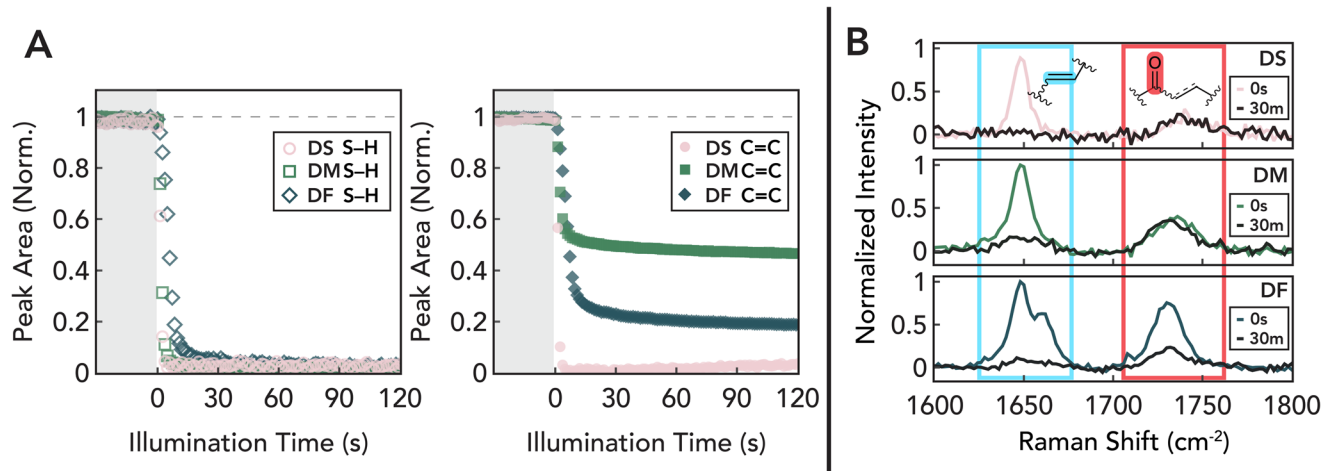 A
Peak Area (Norm.)
1
0.8
0.6
0.4
0.2
0
DS S–H
DM S–H
DF S–H
0 30 60 90 120
Illumination Time (s)
Peak Area (Norm.)
1
0.8
0.6
0.4
0.2
0
DS C=C
DM C=C
DF C=C
0 30 60 90 120
Illumination Time (s)
B
Normalized Intensity
1
0.5
0
O
DS
0s
30m
1
0.5
0
DM
0s
30m
1
0.5
0
DF
0s
30m
1600 1650 1700 1750 1800
Raman Shift (cm⁻²)